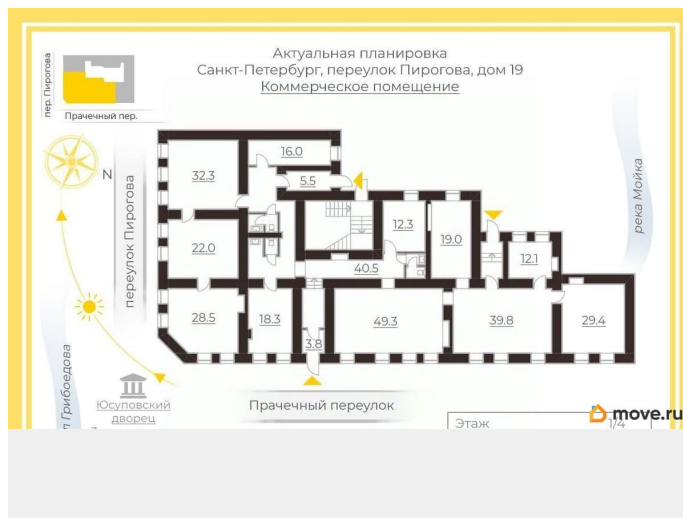 Актуальная планировка
Санкт-Петербург, переулок Пирогова, дом 19
Коммерческое помещение
пер. Пирогова
Прачечный пер.
N
переулок Пирогова
река Мойка
16.0
32.3
5.5
12.3
19.0
22.0
40.5
12.1
28.5
18.3
3.8
49.3
39.8
29.4
Юсуповский
дворец
Прачечный переулок
Грибоедова
Этаж
1/4
move.ru